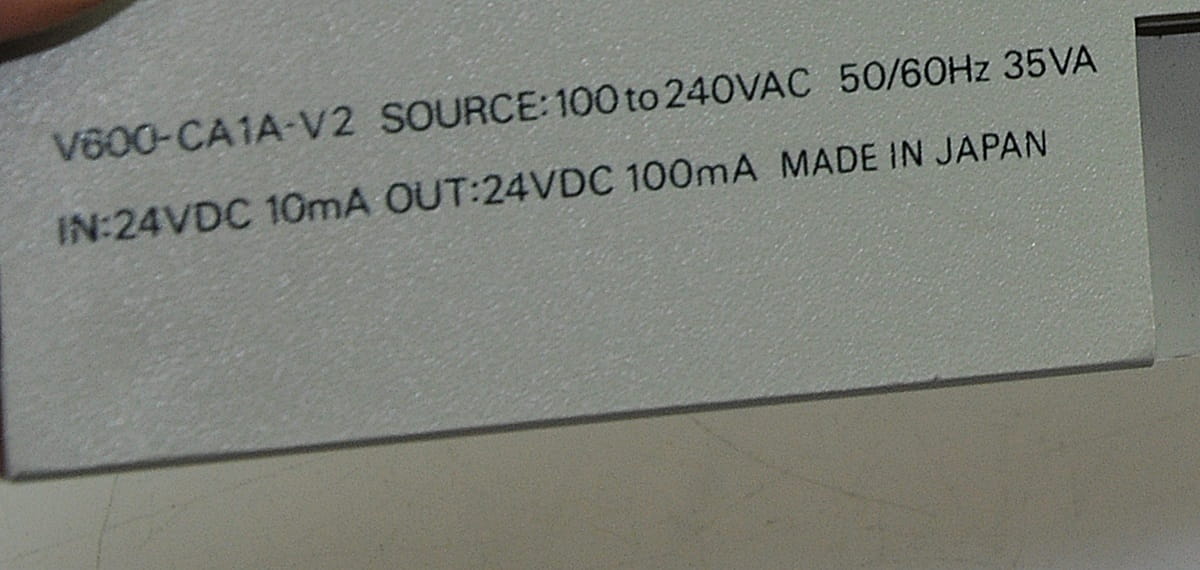 V600-CA1A-V2 SOURCE:100 to 240VAC 50/60Hz 35VA
IN:24VDC 10mA OUT:24VDC 100mA MADE IN JAPAN